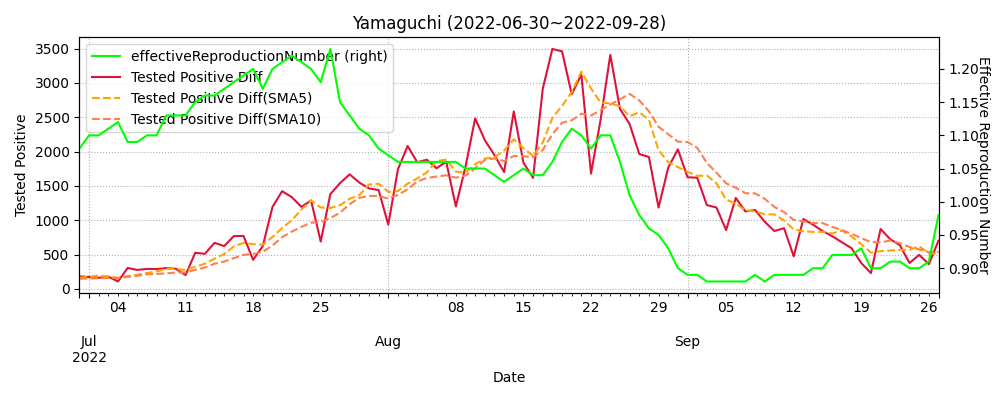 Yamaguchi (2022-06-30~2022-09-28)
effectiveReproductionNumber (right)
Tested Positive Diff
Tested Positive Diff(SMA5)
Tested Positive Diff(SMA10)
Tested Positive
3500
3000
2500
2000
1500
1000
500
0
1.20
1.15
1.10
1.05
1.00
0.95
0.90
Effective Reproduction Number
04 11 18 25 08 15 22 29 05 12 19 26
Jul Aug Sep
2022
Date